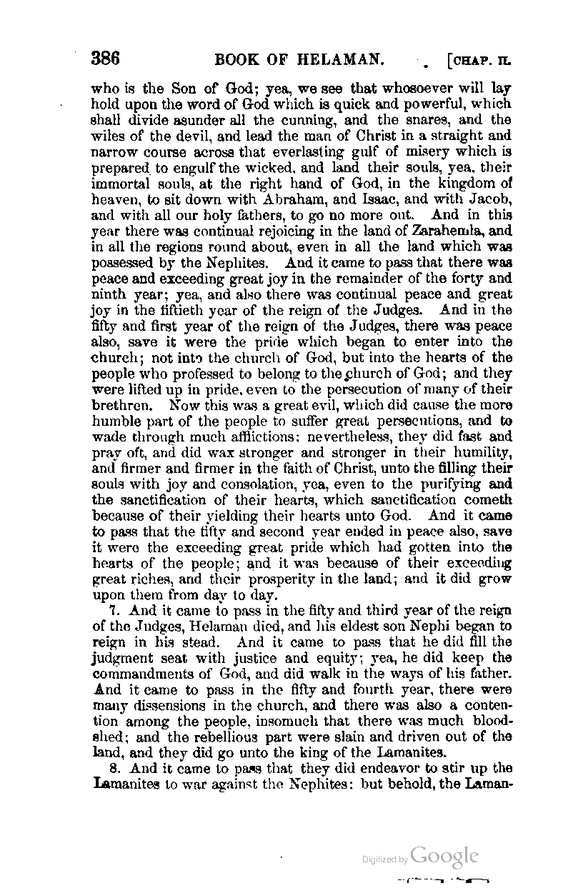 386 BOOK OF HELAMAN. [CHAP. II.
who is the Son of God; yea, we see that whosoever will lay
hold upon the word of God which is quick and powerful, which
shall divide asunder all the cunning, and the snares, and the
wiles of the devil, and lead the man of Christ in a straight and
narrow course across that everlasting gulf of misery which is
prepared to engulf the wicked, and land their souls, yea, their
immortal souls, at the right hand of God, in the kingdom of
heaven, to sit down with Abraham, and Isaac, and with Jacob,
and with all our holy fathers, to go no more out. And in this
year there was continual rejoicing in the land of Zarahemla, and
in all the regions round about, even in all the land which was
possessed by the Nephites. And it came to pass that there was
peace and exceeding great joy in the remainder of the forty and
ninth year; yea, and also there was continual peace and great
joy in the fiftieth year of the reign of the Judges. And in the
fifty and first year of the reign of the Judges, there was peace
also, save it were the pride which began to enter into the
church; not into the church of God, but into the hearts of the
people who professed to belong to the church of God; and they
were lifted up in pride, even to the persecution of many of their
brethren. Now this was a great evil, which did cause the more
humble part of the people to suffer great persecutions, and to
wade through much afflictions; nevertheless, they did fast and
pray oft, and did wax stronger and stronger in their humility,
and firmer and firmer in the faith of Christ, unto the filling their
souls with joy and consolation, yea, even to the purifying and
the sanctification of their hearts, which sanctification cometh
because of their yielding their hearts unto God. And it came
to pass that the fifty and second year ended in peace also, save
it were the exceeding great pride which had gotten into the
hearts of the people; and it was because of their exceeding
great riches, and their prosperity in the land; and it did grow
upon them from day to day.
7. And it came to pass in the fifty and third year of the reign
of the Judges, Helaman died, and his eldest son Nephi began to
reign in his stead. And it came to pass that he did fill the
judgment seat with justice and equity; yea, he did keep the
commandments of God, and did walk in the ways of his father.
And it came to pass in the fifty and fourth year, there were
many dissensions in the church, and there was also a conten-
tion among the people, insomuch that there was much blood-
shed; and the rebellious part were slain and driven out of the
land, and they did go unto the king of the Lamanites.
8. And it came to pass that they did endeavor to stir up the
Lamanites to war against the Nephites: but behold, the Laman-
Digitized by Google